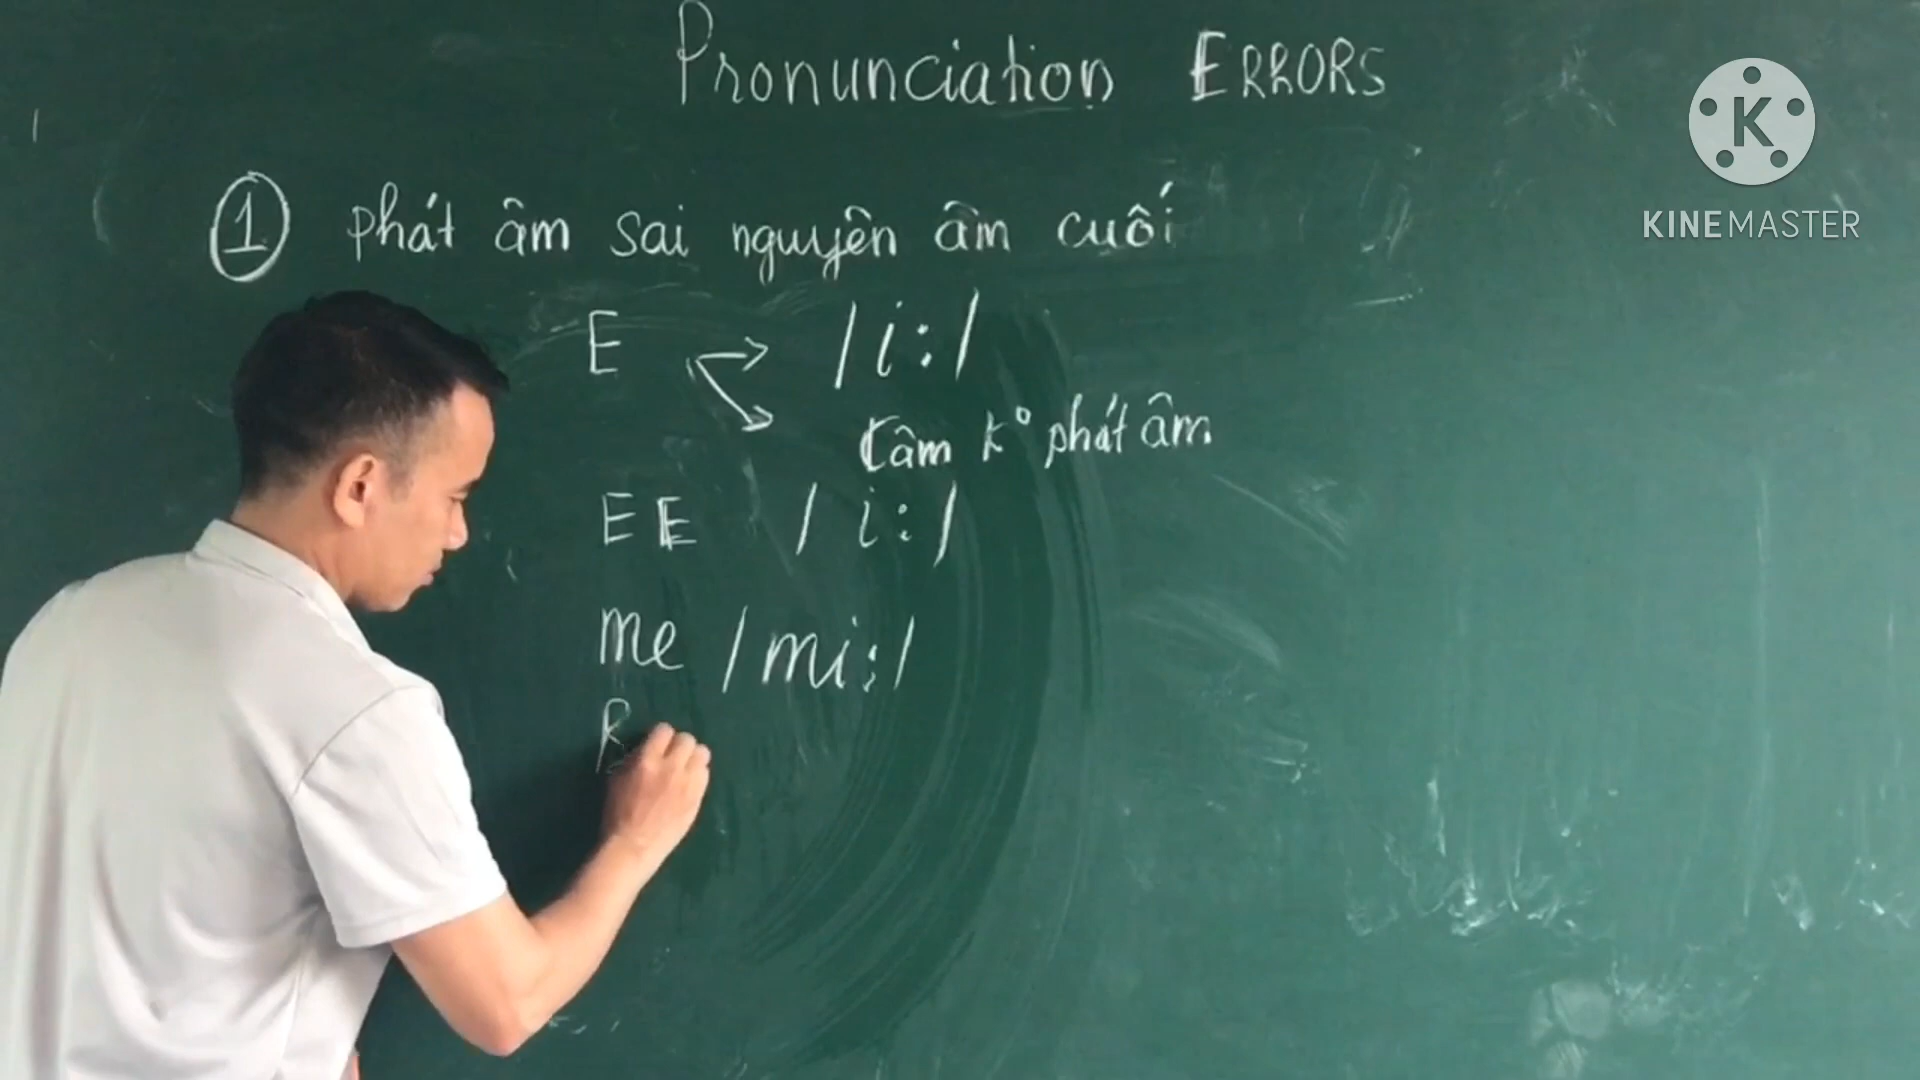 Pronunciation ERRORS
K
KINEMASTER
① phát âm sai nguyên âm cuối
E /i:/
câm k° phát âm.
EE /i:/
me /mi:/
R